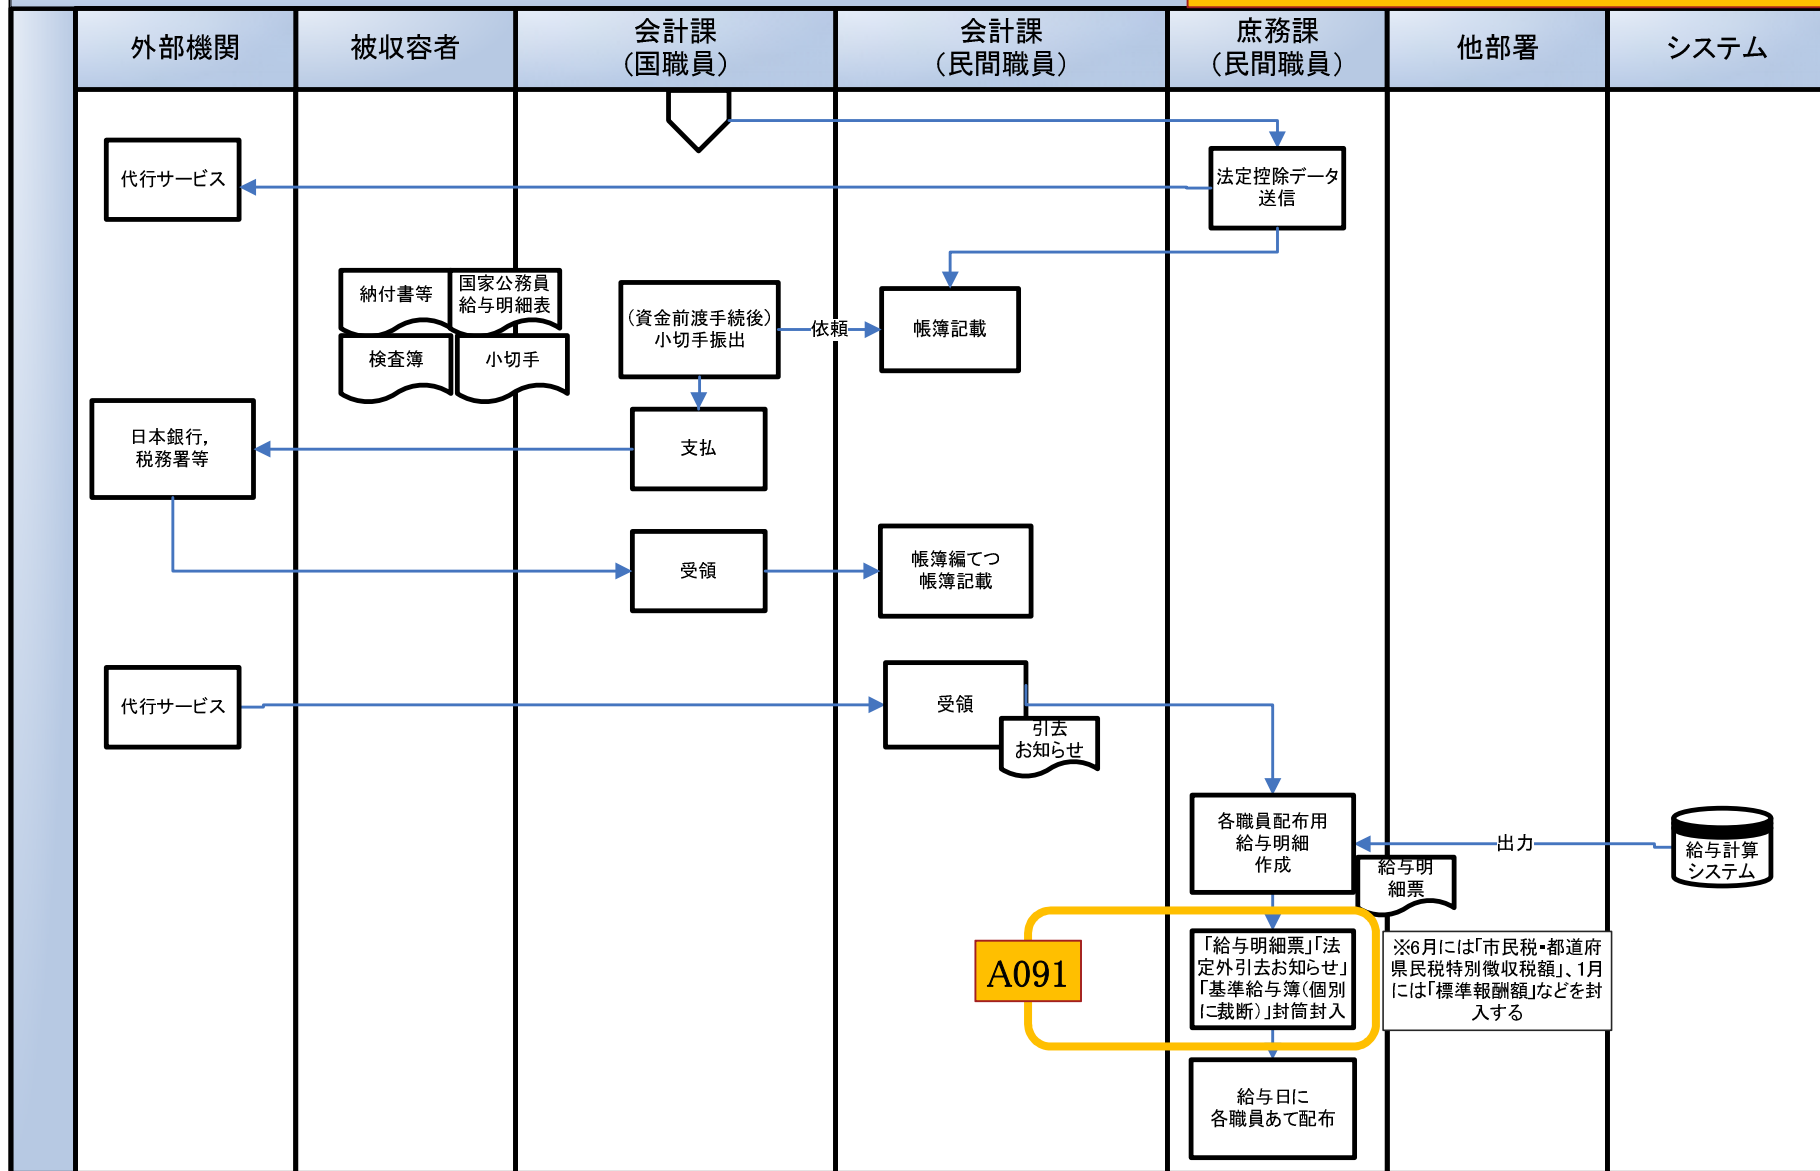 外部機関
被収容者
会計課
（国職員）
会計課
（民間職員）
庶務課
（民間職員）
他部署
システム
代行サービス
法定控除データ
送信
納付書等
国家公務員
給与明細表
検査簿
小切手
（資金前渡手続後）
小切手振出
依頼
帳簿記載
日本銀行，
税務署等
支払
受領
帳簿編てつ
帳簿記載
代行サービス
受領
引去
お知らせ
各職員配布用
給与明細
作成
出力
給与計算
システム
給与明
細票
A091
「給与明細票」「法
定外引去お知らせ」
「基準給与簿（個別
に裁断）」封筒封入
※6月には「市民税・都道府
県民税特別徴収税額」、1月
には「標準報酬額」などを封
入する
給与日に
各職員あて配布